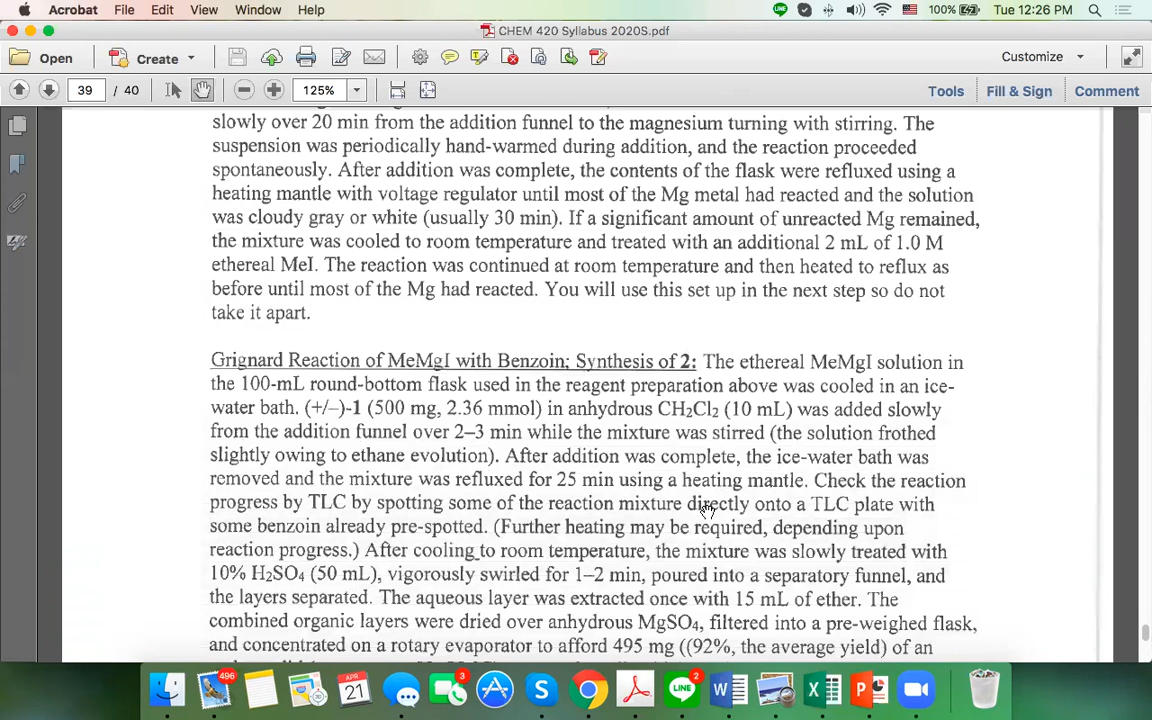 Acrobat File Edit View Window Help 100% Tue 12:26 PM
CHEM 420 Syllabus 2020S.pdf
Open Create Customize
39 / 40 125% Tools Fill & Sign Comment
slowly over 20 min from the addition funnel to the magnesium turning with stirring. The
suspension was periodically hand-warmed during addition, and the reaction proceeded
spontaneously. After addition was complete, the contents of the flask were refluxed using a
heating mantle with voltage regulator until most of the Mg metal had reacted and the solution
was cloudy gray or white (usually 30 min). If a significant amount of unreacted Mg remained,
the mixture was cooled to room temperature and treated with an additional 2 mL of 1.0 M
ethereal MeI. The reaction was continued at room temperature and then heated to reflux as
before until most of the Mg had reacted. You will use this set up in the next step so do not
take it apart.
Grignard Reaction of MeMgI with Benzoin; Synthesis of 2: The ethereal MeMgI solution in
the 100-mL round-bottom flask used in the reagent preparation above was cooled in an ice-
water bath. (+/–)-1 (500 mg, 2.36 mmol) in anhydrous CH2Cl2 (10 mL) was added slowly
from the addition funnel over 2–3 min while the mixture was stirred (the solution frothed
slightly owing to ethane evolution). After addition was complete, the ice-water bath was
removed and the mixture was refluxed for 25 min using a heating mantle. Check the reaction
progress by TLC by spotting some of the reaction mixture directly onto a TLC plate with
some benzoin already pre-spotted. (Further heating may be required, depending upon
reaction progress.) After cooling to room temperature, the mixture was slowly treated with
10% H2SO4 (50 mL), vigorously swirled for 1–2 min, poured into a separatory funnel, and
the layers separated. The aqueous layer was extracted once with 15 mL of ether. The
combined organic layers were dried over anhydrous MgSO4, filtered into a pre-weighed flask,
and concentrated on a rotary evaporator to afford 495 mg ((92%, the average yield) of an
496 APR 21 3 2